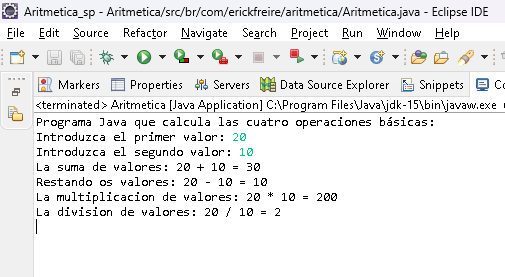 Aritmetica_sp - Aritmetica/src/br/com/erickfreire/aritmetica/Aritmetica.java - Eclipse IDE
File Edit Source Refactor Navigate Search Project Run Window Help
Markers Properties Servers Data Source Explorer Snippets
<terminated> Aritmetica [Java Application] C:\Program Files\Java\jdk-15\bin\javaw.exe
Programa Java que calcula las cuatro operaciones básicas:
Introduzca el primer valor: 20
Introduzca el segundo valor: 10
La suma de valores: 20 + 10 = 30
Restando os valores: 20 - 10 = 10
La multiplicacion de valores: 20 * 10 = 200
La division de valores: 20 / 10 = 2